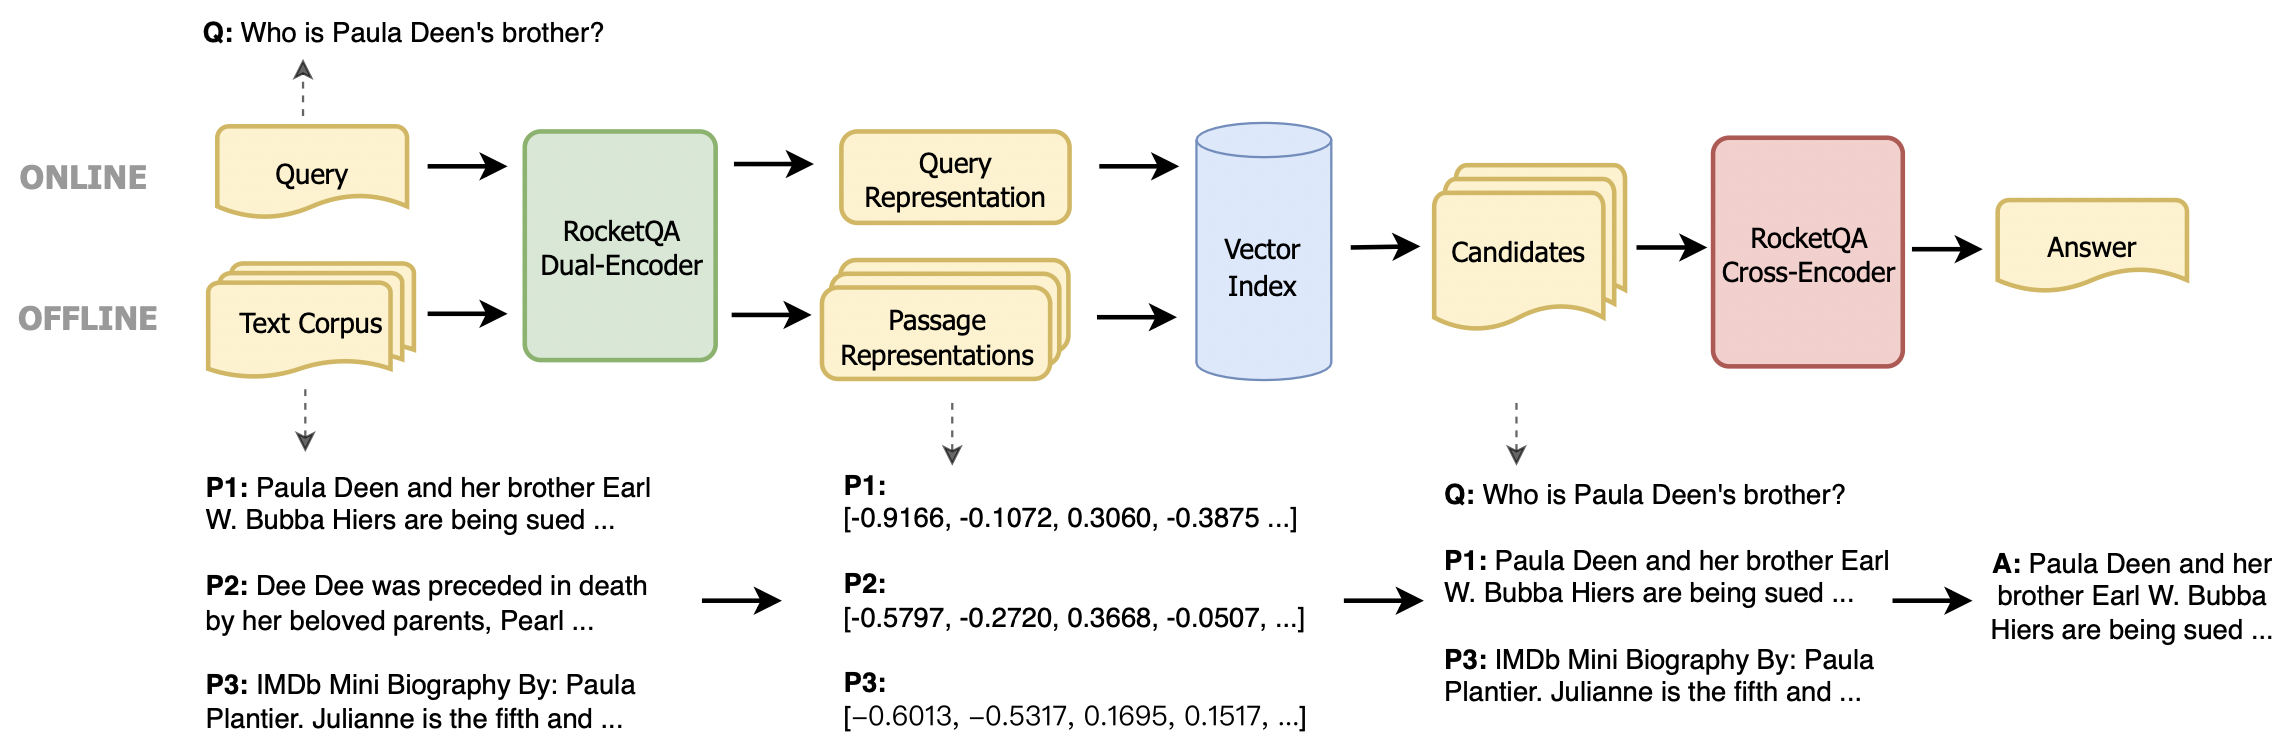 Q: Who is Paula Deen's brother?
ONLINE
Query
RocketQA
Dual-Encoder
Query
Representation
Vector
Index
Candidates
RocketQA
Cross-Encoder
Answer
OFFLINE
Text Corpus
Passage
Representations
P1: Paula Deen and her brother Earl
W. Bubba Hiers are being sued ...
P2: Dee Dee was preceded in death
by her beloved parents, Pearl ...
P3: IMDb Mini Biography By: Paula
Plantier. Julianne is the fifth and ...
P1:
[-0.9166, -0.1072, 0.3060, -0.3875 ...]
P2:
[-0.5797, -0.2720, 0.3668, -0.0507, ...]
P3:
[−0.6013, −0.5317, 0.1695, 0.1517, ...]
Q: Who is Paula Deen's brother?
P1: Paula Deen and her brother Earl
W. Bubba Hiers are being sued ...
P3: IMDb Mini Biography By: Paula
Plantier. Julianne is the fifth and ...
A: Paula Deen and her
brother Earl W. Bubba
Hiers are being sued ...